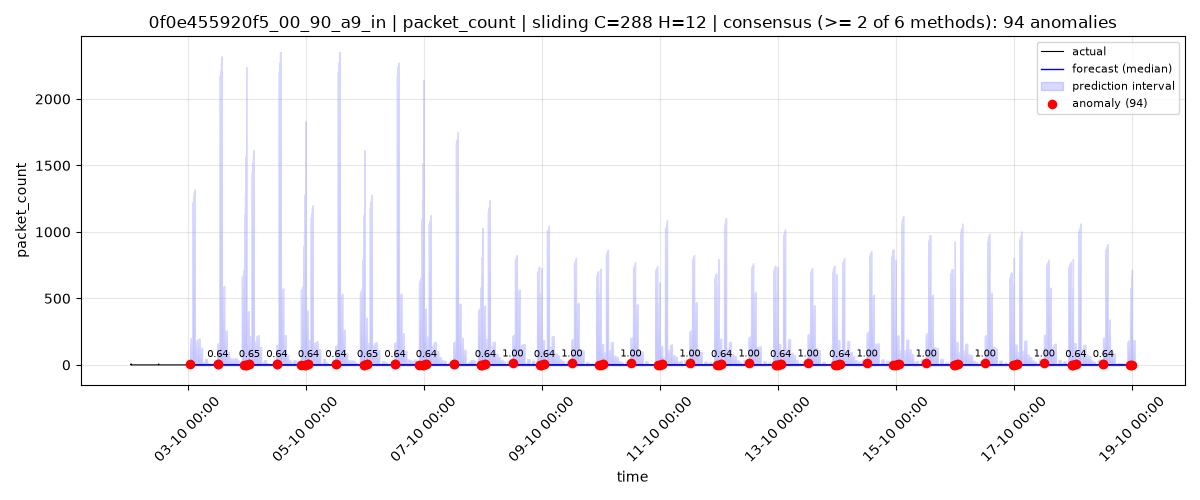 0f0e455920f5_00_90_a9_in | packet_count | sliding C=288 H=12 | consensus (>= 2 of 6 methods): 94 anomalies
actual
forecast (median)
prediction interval
anomaly (94)
packet_count
2000
1500
1000
500
0
0.64 0.65 0.64 0.64 0.64 0.65 0.64 0.64 0.64 1.00 0.64 1.00 1.00 1.00 0.64 1.00 0.64 1.00 0.64 1.00 1.00 1.00 1.00 0.64 0.64
03-10 00:00
05-10 00:00
07-10 00:00
09-10 00:00
11-10 00:00
13-10 00:00
15-10 00:00
17-10 00:00
19-10 00:00
time